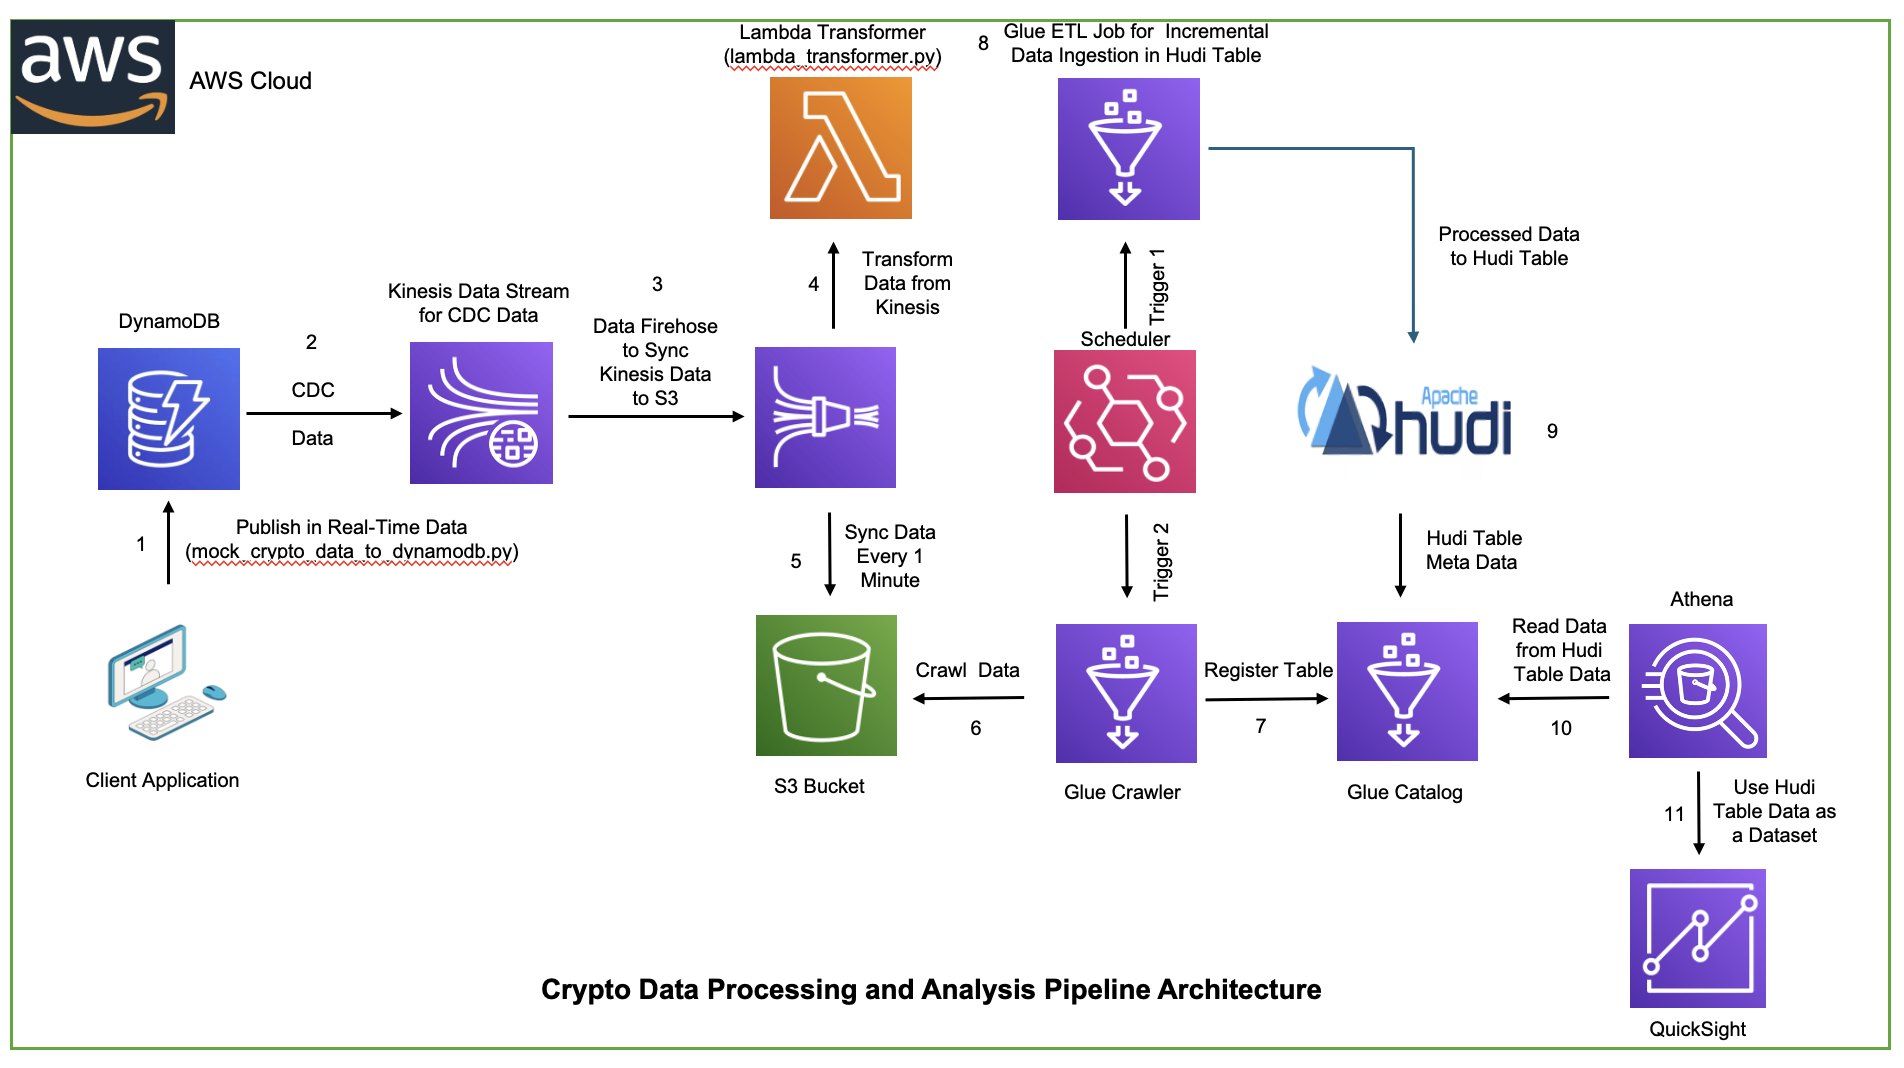 aws
AWS Cloud
Lambda Transformer
(lambda_transformer.py)
8
Glue ETL Job for Incremental
Data Ingestion in Hudi Table
Processed Data
to Hudi Table
Transform
Data from
Kinesis
4
Trigger 1
Scheduler
3
Kinesis Data Stream
for CDC Data
DynamoDB
2
CDC
Data
Data Firehose
to Sync
Kinesis Data
to S3
Apache
hudi
9
1
Publish in Real-Time Data
(mock_crypto_data_to_dynamodb.py)
5
Sync Data
Every 1
Minute
Trigger 2
Hudi Table
Meta Data
Athena
Read Data
from Hudi
Table Data
10
Crawl Data
6
Register Table
7
Client Application
S3 Bucket
Glue Crawler
Glue Catalog
11
Use Hudi
Table Data as
a Dataset
QuickSight
Crypto Data Processing and Analysis Pipeline Architecture